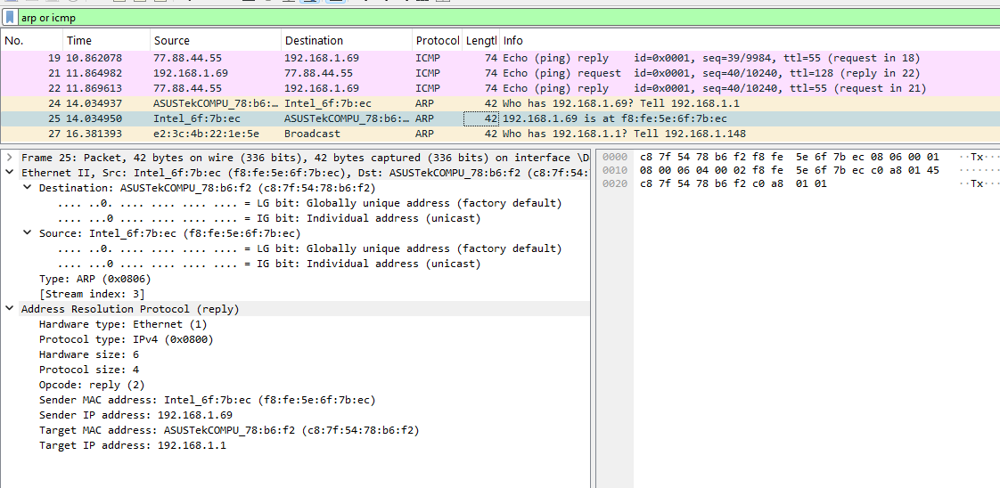 arp or icmp
No. Time Source Destination Protocol Lengtl Info
19 10.862078 77.88.44.55 192.168.1.69 ICMP 74 Echo (ping) reply id=0x0001, seq=39/9984, ttl=55 (request in 18)
21 11.864982 192.168.1.69 77.88.44.55 ICMP 74 Echo (ping) request id=0x0001, seq=40/10240, ttl=128 (reply in 22)
22 11.869613 77.88.44.55 192.168.1.69 ICMP 74 Echo (ping) reply id=0x0001, seq=40/10240, ttl=55 (request in 21)
24 14.034937 ASUSTekCOMPU_78:b6:… Intel_6f:7b:ec ARP 42 Who has 192.168.1.69? Tell 192.168.1.1
25 14.034950 Intel_6f:7b:ec ASUSTekCOMPU_78:b6:… ARP 42 192.168.1.69 is at f8:fe:5e:6f:7b:ec
27 16.381393 e2:3c:4b:22:1e:5e Broadcast ARP 42 Who has 192.168.1.1? Tell 192.168.1.148
Frame 25: Packet, 42 bytes on wire (336 bits), 42 bytes captured (336 bits) on interface \D
Ethernet II, Src: Intel_6f:7b:ec (f8:fe:5e:6f:7b:ec), Dst: ASUSTekCOMPU_78:b6:f2 (c8:7f:54:
Destination: ASUSTekCOMPU_78:b6:f2 (c8:7f:54:78:b6:f2)
.... ..0. .... .... .... .... = LG bit: Globally unique address (factory default)
.... ...0 .... .... .... .... = IG bit: Individual address (unicast)
Source: Intel_6f:7b:ec (f8:fe:5e:6f:7b:ec)
.... ..0. .... .... .... .... = LG bit: Globally unique address (factory default)
.... ...0 .... .... .... .... = IG bit: Individual address (unicast)
Type: ARP (0x0806)
[Stream index: 3]
Address Resolution Protocol (reply)
Hardware type: Ethernet (1)
Protocol type: IPv4 (0x0800)
Hardware size: 6
Protocol size: 4
Opcode: reply (2)
Sender MAC address: Intel_6f:7b:ec (f8:fe:5e:6f:7b:ec)
Sender IP address: 192.168.1.69
Target MAC address: ASUSTekCOMPU_78:b6:f2 (c8:7f:54:78:b6:f2)
Target IP address: 192.168.1.1
0000 c8 7f 54 78 b6 f2 f8 fe 5e 6f 7b ec 08 06 00 01 ··Tx···
0010 08 00 06 04 00 02 f8 fe 5e 6f 7b ec c0 a8 01 45 ·······
0020 c8 7f 54 78 b6 f2 c0 a8 01 01 ··Tx···